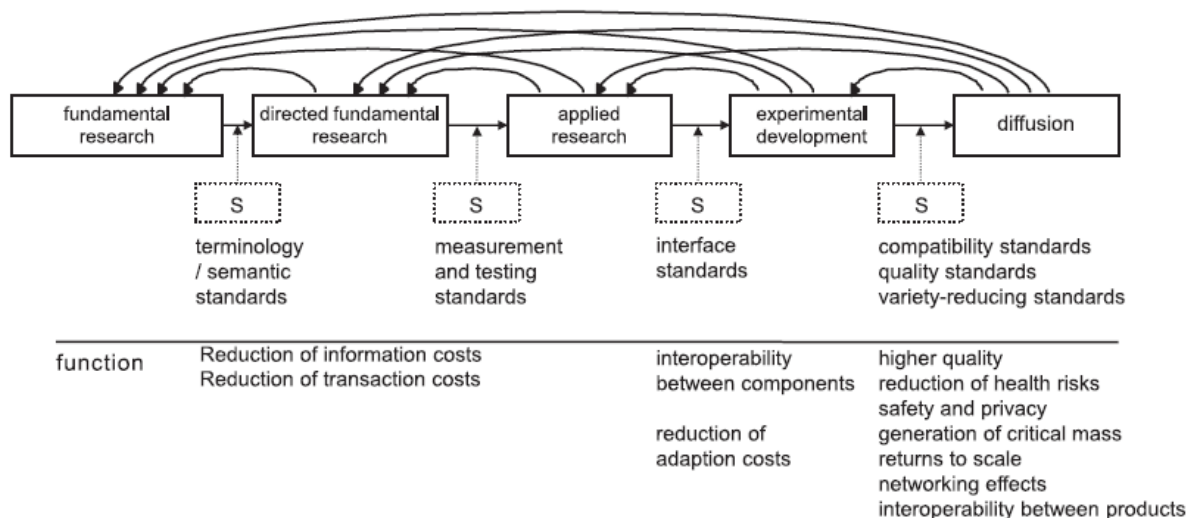 fundamental
research
directed fundamental
research
applied
research
experimental
development
diffusion
S
S
S
S
terminology
/ semantic
standards
measurement
and testing
standards
interface
standards
compatibility standards
quality standards
variety-reducing standards
function
Reduction of information costs
Reduction of transaction costs
interoperability
between components
reduction of
adaption costs
higher quality
reduction of health risks
safety and privacy
generation of critical mass
returns to scale
networking effects
interoperability between products